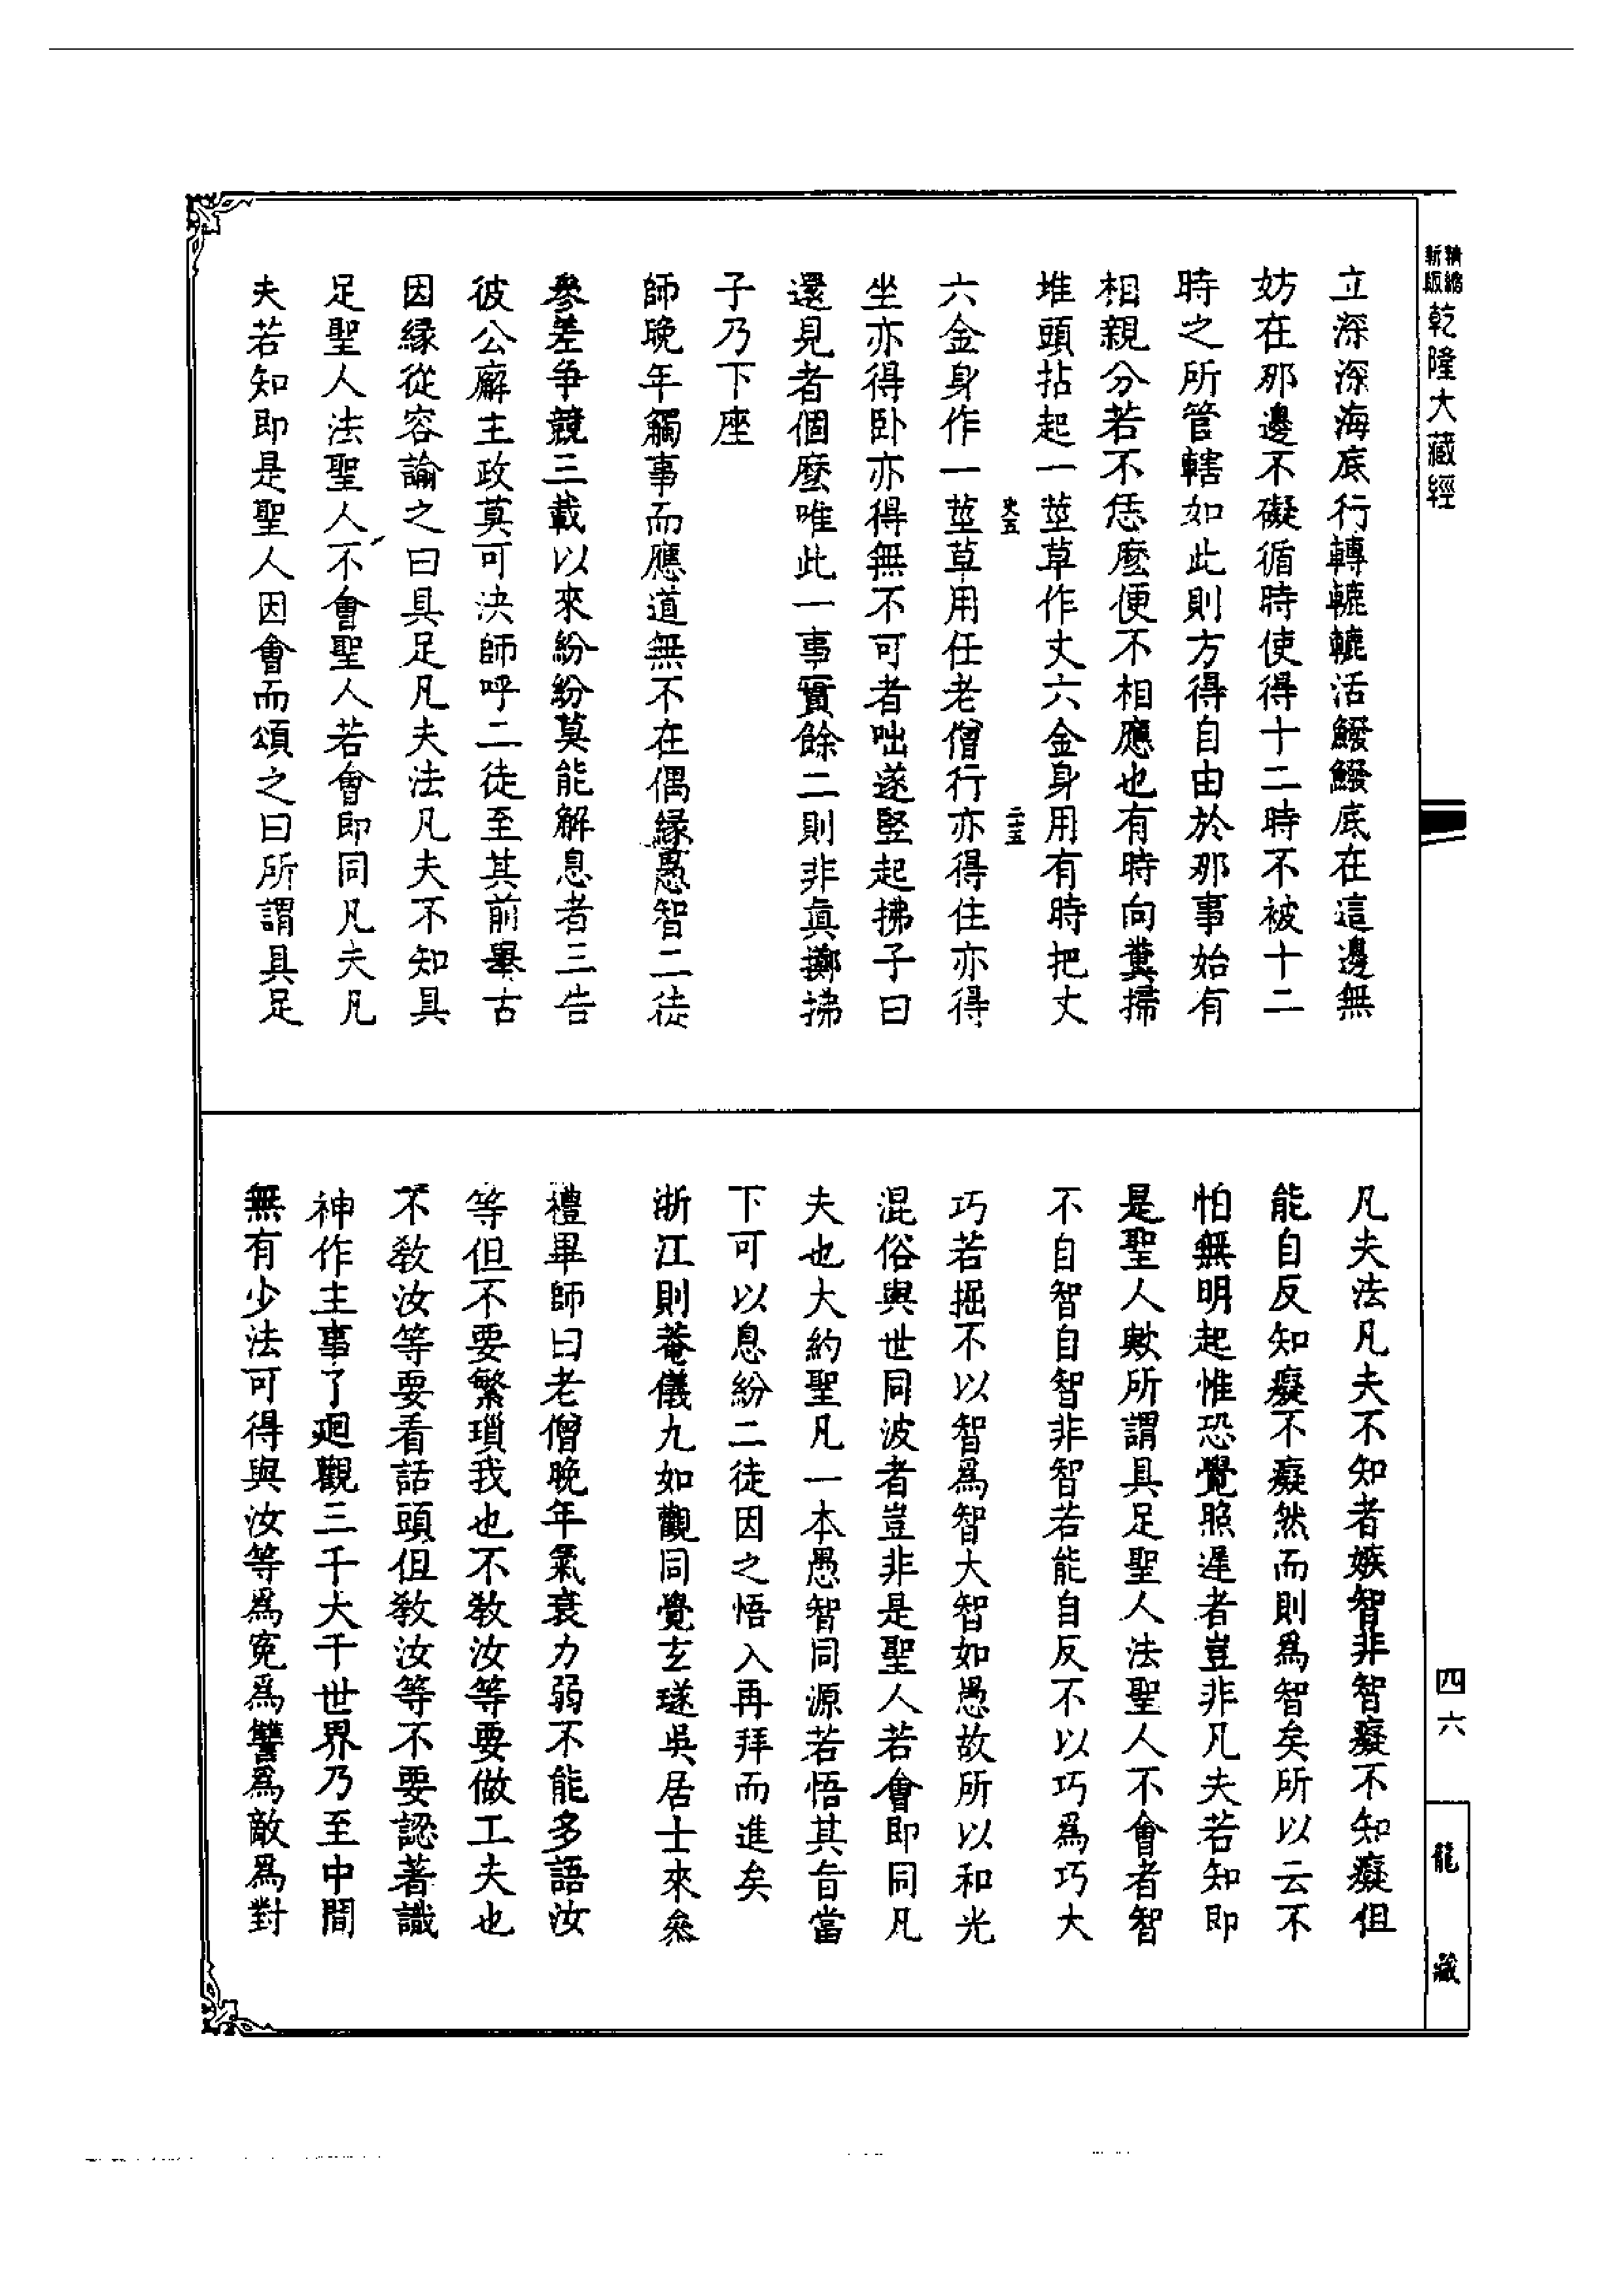 精縮
新版
乾隆大藏經
立深深海底行轉轆轆活鱍鱍底在這邊無
妨在那邊不礙循時使得十二時不被十二
時之所管轄如此則方得自由於那事始有
相親分若不恁麽便不相應也有時向糞掃
堆頭拈起一莖草作丈六金身用有時把丈
史五
二十五
六金身作一莖草用任老僧行亦得住亦得
坐亦得臥亦得無不可者咄遂竪起拂子曰
還見者個麽唯此一事實餘二則非眞擲拂
子乃下座
師晚年觸事而應道無不在偶緣愚智二徒
參差爭競三載以來紛紛莫能解息者三告
彼公廨主政莫可決師呼二徒至其前舉古
因緣從容諭之曰具足凡夫法凡夫不知具
足聖人法聖人不會聖人若會即同凡夫凡
夫若知即是聖人因會而頌之曰所謂具足
凡夫法凡夫不知者嫉智非智癡不知癡但
能自反知癡不癡然而則爲智矣所以云不
怕無明起惟恐覺照遲者豈非凡夫若知即
是聖人歟所謂具足聖人法聖人不會者智
不自智自智非智若能自反不以巧爲巧大
巧若掘不以智爲智大智如愚故所以和光
混俗與世同波者豈非是聖人若會即同凡
夫也大約聖凡一本愚智同源若悟其旨當
下可以息紛二徒因之悟入再拜而進矣
浙江則菴儀九如觀同覺玄璲吳居士來叅
禮畢師曰老僧晚年氣衰力弱不能多語汝
等但不要繁瑣我也不教汝等要做工夫也
不教汝等要看話頭但教汝等不要認著識
神作主事了廻觀三千大千世界乃至中間
無有少法可得與汝等爲寃爲讐爲敵爲對
四六
龍藏